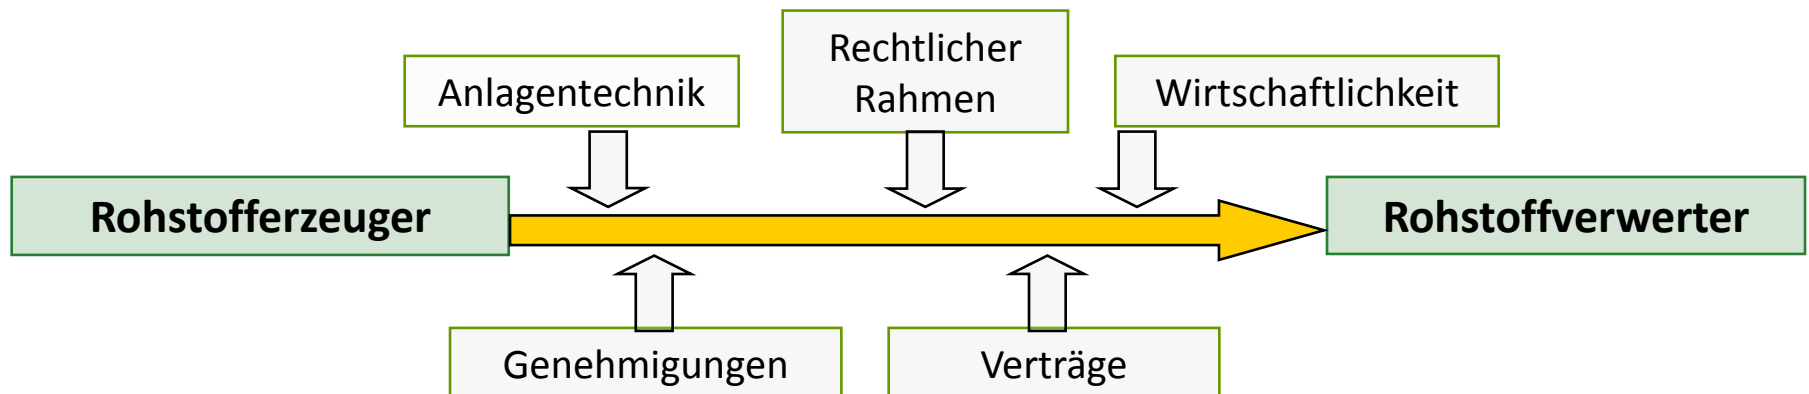 Anlagentechnik
Rechtlicher
Rahmen
Wirtschaftlichkeit
Rohstofferzeuger
Rohstoffverwerter
Genehmigungen
Verträge